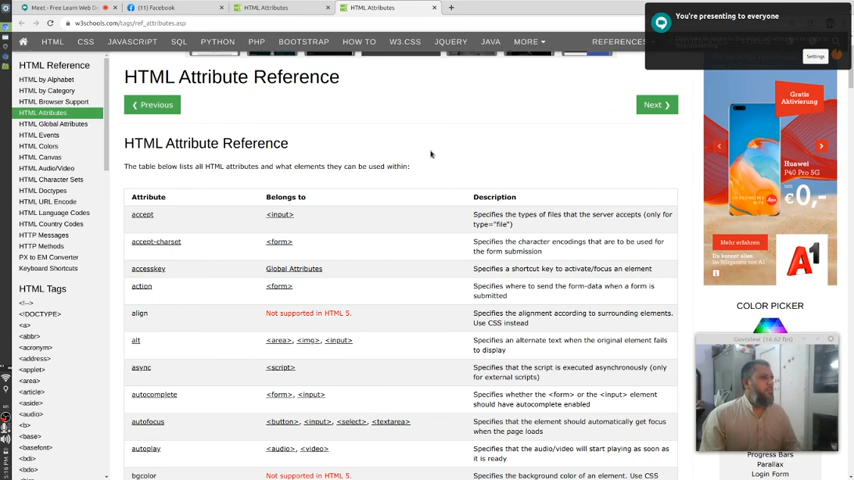 Meet - Free Learn Web D
(11) Facebook
HTML Attributes
HTML Attributes
w3schools.com/tags/ref_attributes.asp
You're presenting to everyone
Settings
HTML CSS JAVASCRIPT SQL PYTHON PHP BOOTSTRAP HOW TO W3.CSS JQUERY JAVA MORE REFERENCES
HTML Reference
HTML by Alphabet
HTML by Category
HTML Browser Support
HTML Attributes
HTML Global Attributes
HTML Events
HTML Colors
HTML Canvas
HTML Audio/Video
HTML Character Sets
HTML Doctypes
HTML URL Encode
HTML Language Codes
HTML Country Codes
HTTP Messages
HTTP Methods
PX to EM Converter
Keyboard Shortcuts
HTML Tags
<!-->
<!DOCTYPE>
<a>
<abbr>
<acronym>
<address>
<applet>
<area>
<article>
<aside>
<audio>
<b>
<base>
<basefont>
<bdi>
<bdo>
HTML Attribute Reference
❮ Previous
Next ❯
HTML Attribute Reference
The table below lists all HTML attributes and what elements they can be used within:
Attribute Belongs to Description
accept <input> Specifies the types of files that the server accepts (only for
type="file")
accept-charset <form> Specifies the character encodings that are to be used for
the form submission
accesskey Global Attributes Specifies a shortcut key to activate/focus an element
action <form> Specifies where to send the form-data when a form is
submitted
align Not supported in HTML 5. Specifies the alignment according to surrounding elements.
Use CSS instead
alt <area>, <img>, <input> Specifies an alternate text when the original element fails
to display
async <script> Specifies that the script is executed asynchronously (only
for external scripts)
autocomplete <form>, <input> Specifies whether the <form> or the <input> element
should have autocomplete enabled
autofocus <button>, <input>, <select>, <textarea> Specifies that the element should automatically get focus
when the page loads
autoplay <audio>, <video> Specifies that the audio/video will start playing as soon as
it is ready
bgcolor Not supported in HTML 5. Specifies the background color of an element. Use CSS
Gratis
Aktivierung
Huawei
P40 Pro 5G
€0,-
Mehr erfahren
A1
COLOR PICKER
Guvcview (16.62 fps)
Progress Bars
Parallax
Login Form
5:16 PM